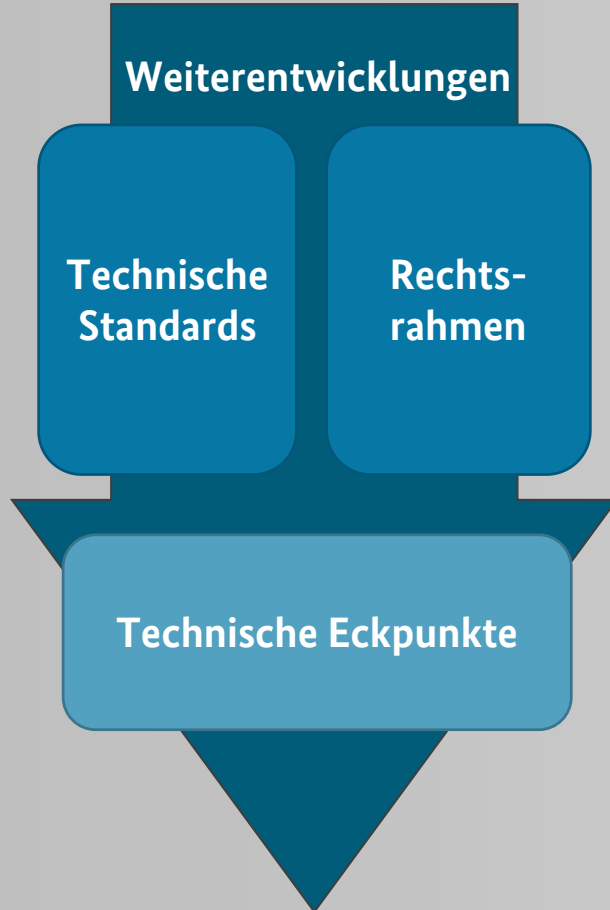 Weiterentwicklungen
Technische
Standards
Rechts-
rahmen
Technische Eckpunkte